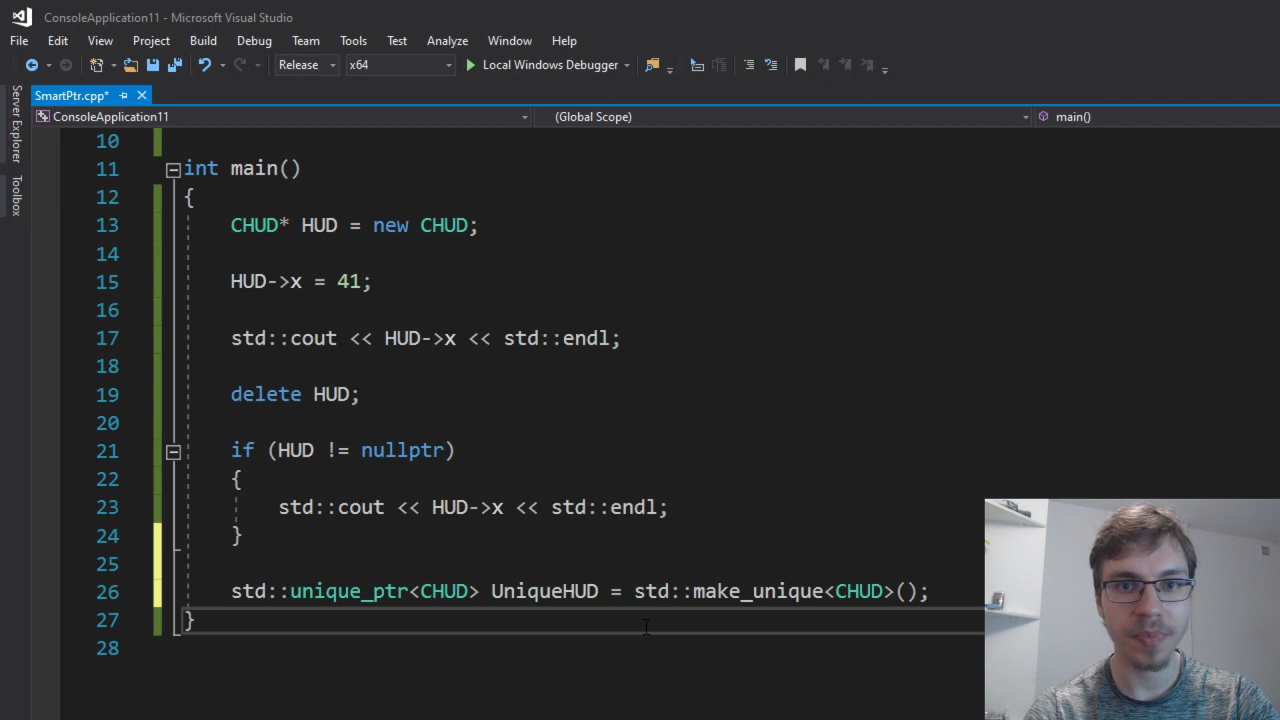 ConsoleApplication11 - Microsoft Visual Studio
File Edit View Project Build Debug Team Tools Test Analyze Window Help
Release x64 Local Windows Debugger
SmartPtr.cpp*
ConsoleApplication11 (Global Scope) main()
Server Explorer
Toolbox
10
11 int main()
12 {
13 CHUD* HUD = new CHUD;
14
15 HUD->x = 41;
16
17 std::cout << HUD->x << std::endl;
18
19 delete HUD;
20
21 if (HUD != nullptr)
22 {
23 std::cout << HUD->x << std::endl;
24 }
25
26 std::unique_ptr<CHUD> UniqueHUD = std::make_unique<CHUD>();
27 }
28